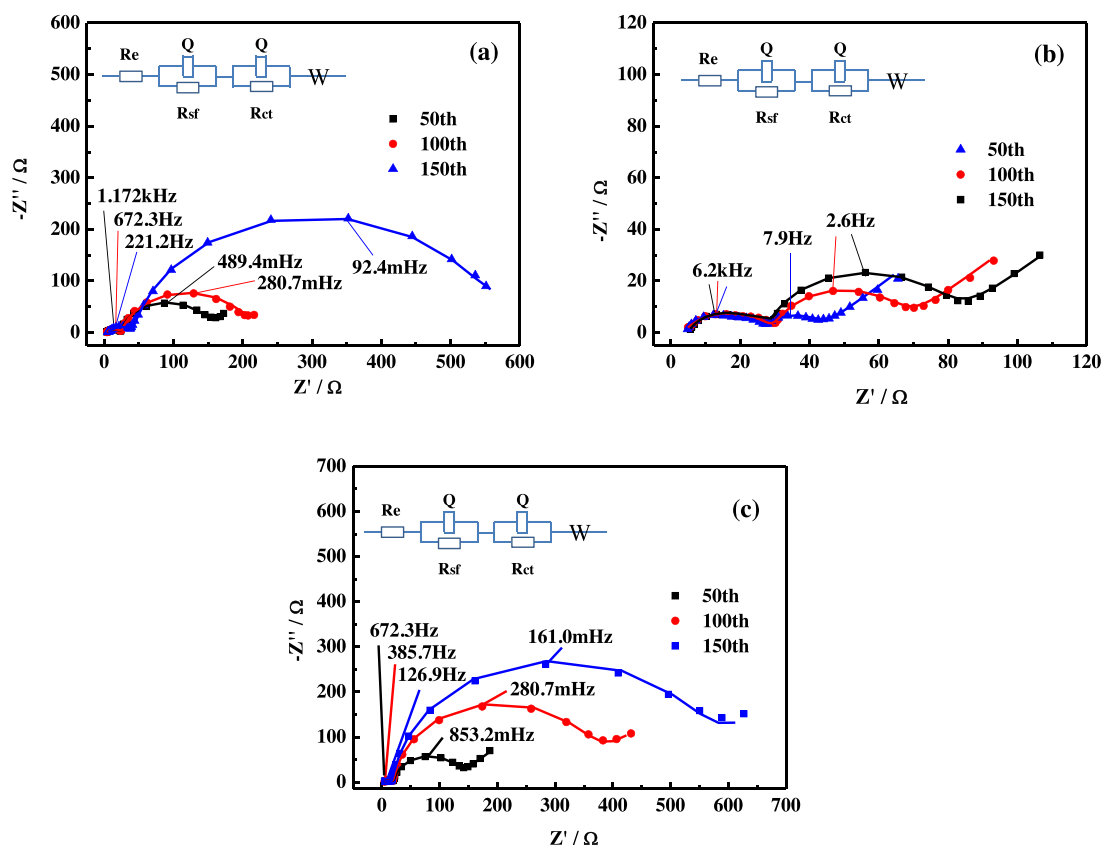 (a)
Re
Q
Q
W
Rsf
Rct
50th
100th
150th
1.172kHz
672.3Hz
221.2Hz
489.4mHz
280.7mHz
92.4mHz
-Z'' / Ω
600
500
400
300
200
100
0
0 100 200 300 400 500 600
Z' / Ω
(b)
Re
Q
Q
W
Rsf
Rct
50th
100th
150th
6.2kHz
7.9Hz
2.6Hz
-Z'' / Ω
120
100
80
60
40
20
0
0 20 40 60 80 100 120
Z' / Ω
(c)
Re
Q
Q
W
Rsf
Rct
50th
100th
150th
672.3Hz
385.7Hz
126.9Hz
161.0mHz
280.7mHz
853.2mHz
-Z'' / Ω
700
600
500
400
300
200
100
0
0 100 200 300 400 500 600 700
Z' / Ω